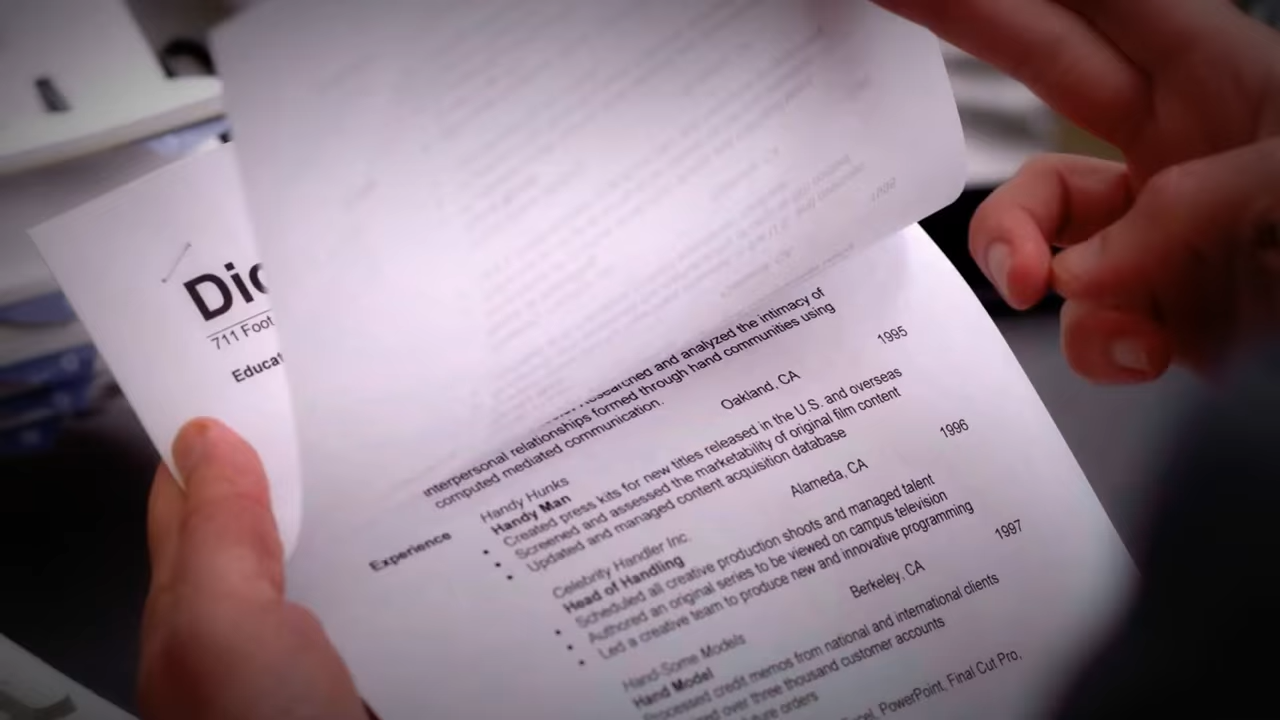 Dic
711 Foot
Educat
Researched and analyzed the intimacy of
interpersonal relationships formed through hand communities using
computed mediated communication.
Experience
Handy Hunks Oakland, CA 1995
Handy Man
• Created press kits for new titles released in the U.S. and overseas
• Screened and assessed the marketability of original film content
• Updated and managed content acquisition database
Celebrity Handler Inc. Alameda, CA 1996
Head of Handling
• Scheduled all creative production shoots and managed talent
• Authored an original series to be viewed on campus television
• Led a creative team to produce new and innovative programming
Hand-Some Models Berkeley, CA 1997
Hand Model
Processed credit memos from national and international clients
over three thousand customer accounts
future orders
Excel, PowerPoint, Final Cut Pro,